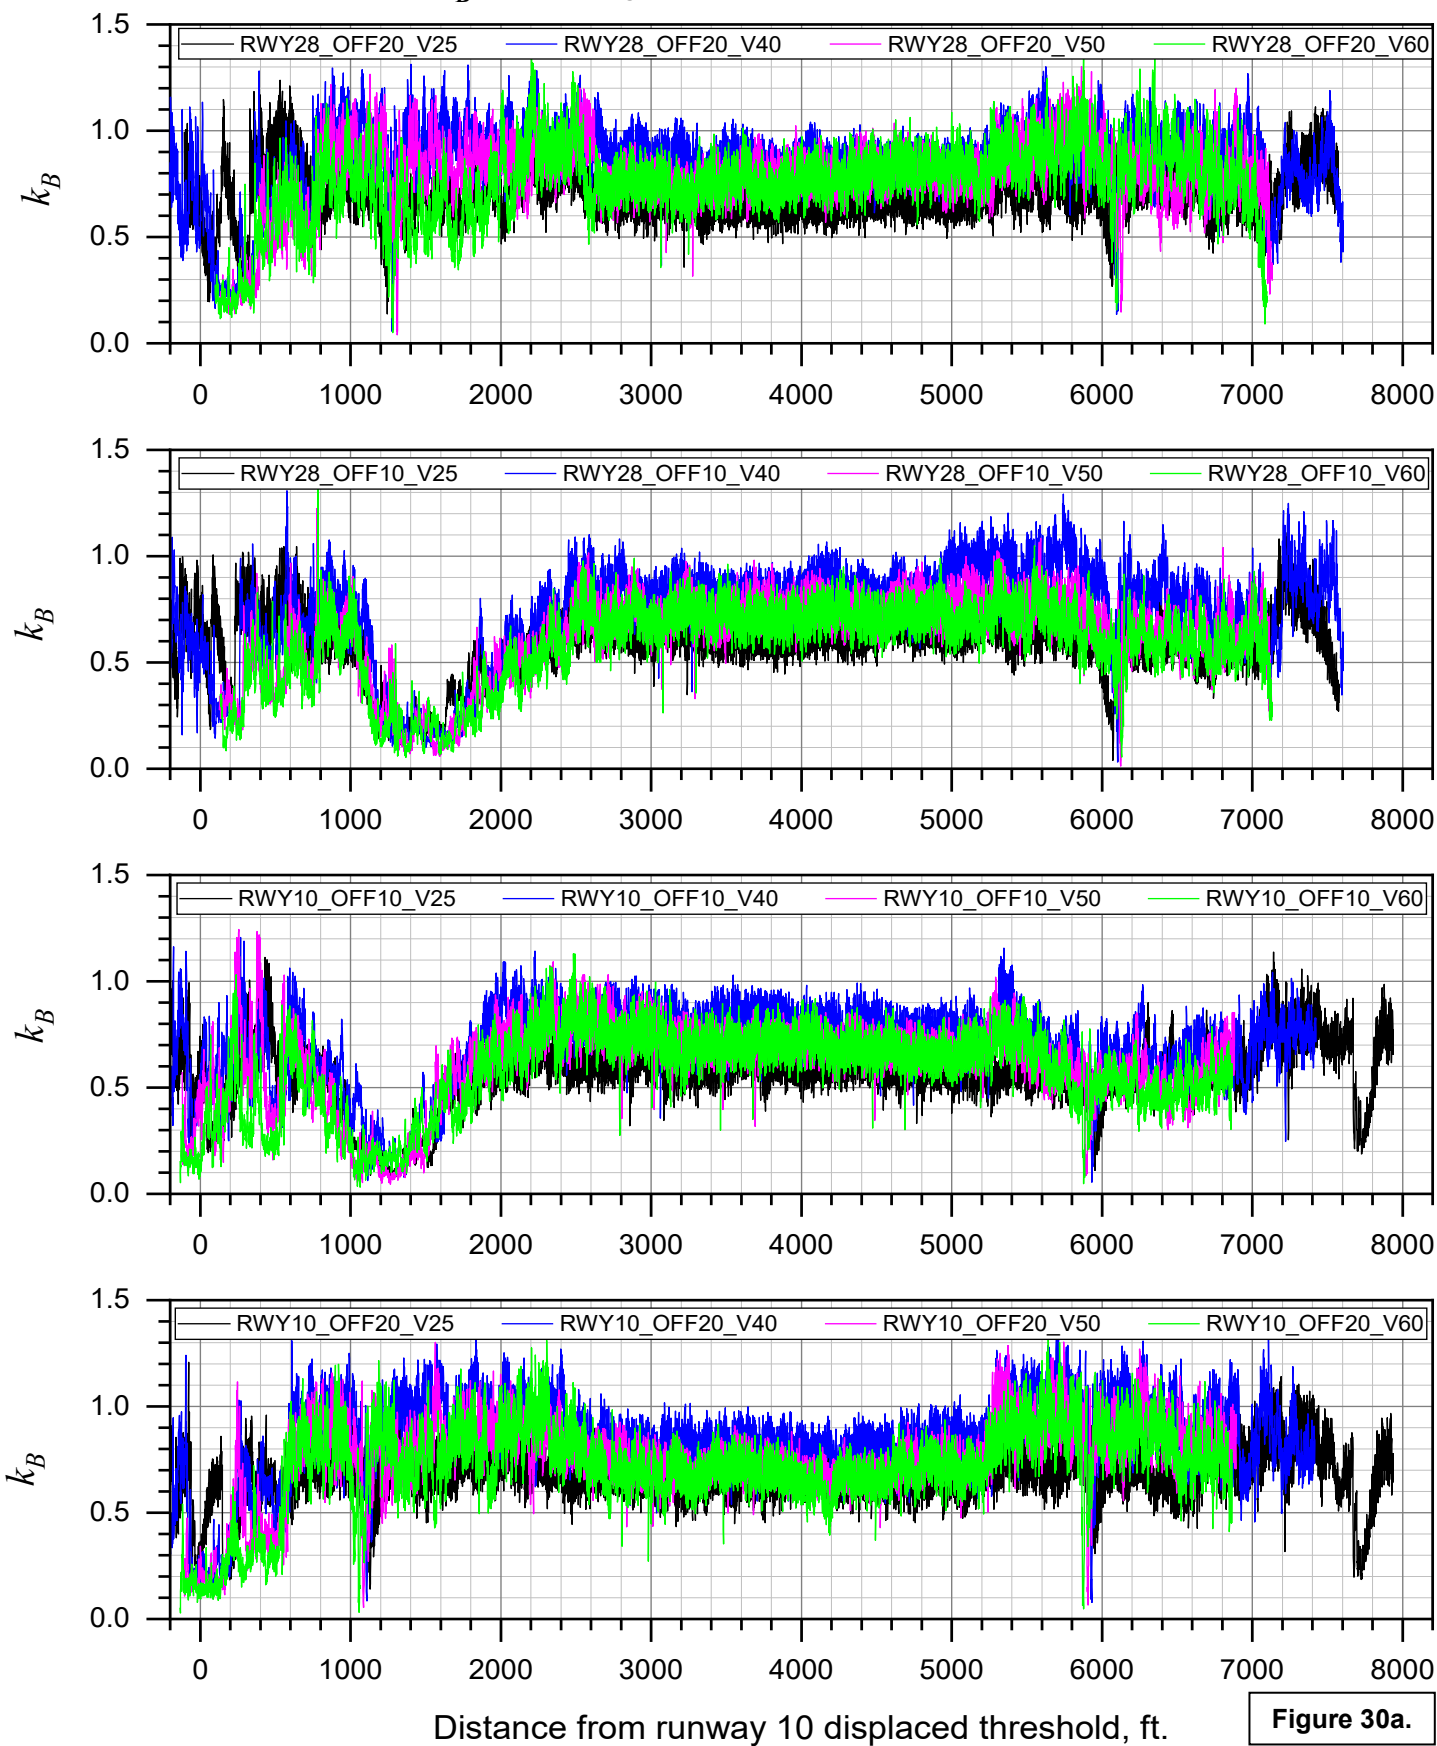 1.5
RWY28_OFF20_V25 RWY28_OFF20_V40 RWY28_OFF20_V50 RWY28_OFF20_V60
1.0
k_B
0.5
0.0
0 1000 2000 3000 4000 5000 6000 7000 8000
1.5
RWY28_OFF10_V25 RWY28_OFF10_V40 RWY28_OFF10_V50 RWY28_OFF10_V60
1.0
k_B
0.5
0.0
0 1000 2000 3000 4000 5000 6000 7000 8000
1.5
RWY10_OFF10_V25 RWY10_OFF10_V40 RWY10_OFF10_V50 RWY10_OFF10_V60
1.0
k_B
0.5
0.0
0 1000 2000 3000 4000 5000 6000 7000 8000
1.5
RWY10_OFF20_V25 RWY10_OFF20_V40 RWY10_OFF20_V50 RWY10_OFF20_V60
1.0
k_B
0.5
0.0
0 1000 2000 3000 4000 5000 6000 7000 8000
Distance from runway 10 displaced threshold, ft.
Figure 30a.